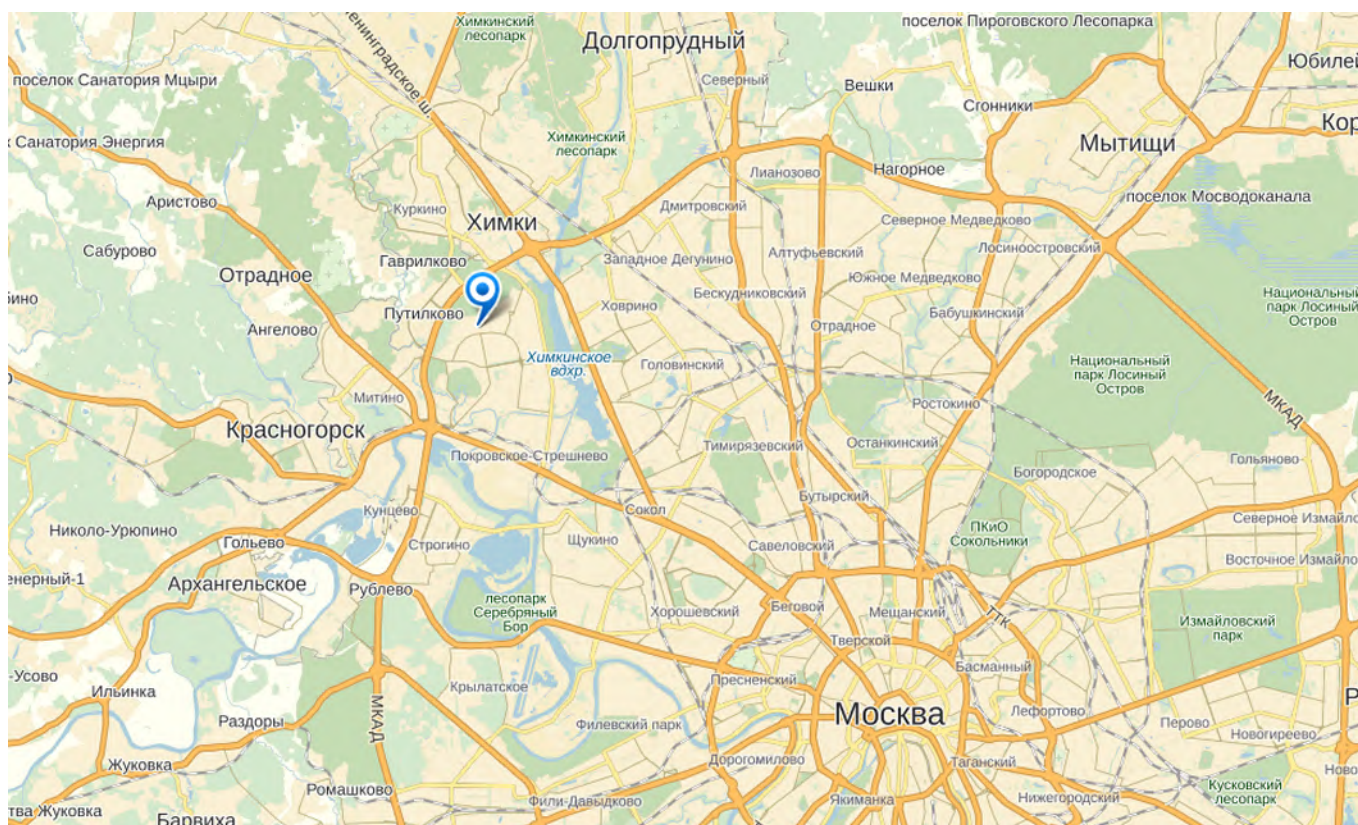 Химкинский
лесопарк
поселок Пироговского Лесопарка
Долгопрудный
Ленинградское ш.
Северный
Вешки
Юбилей
поселок Санатория Мцыри
Сгонники
Кор
Химкинский
лесопарк
Мытищи
к Санатория Энергия
Лианозово
Нагорное
поселок Мосводоканала
Аристово
Куркино
Дмитровский
Северное Медведково
Химки
Сабурово
Гаврилково
Западное Дегунино
Алтуфьевский
Лосиноостровский
Отрадное
Южное Медведково
бино
Бескудниковский
Национальный
парк Лосиный
Остров
Путилково
Ховрино
Бабушкинский
Ангелово
Отрадное
Химкинское
вдхр.
Головинский
Национальный
парк Лосиный
Остров
Митино
Ростокино
МКАД
Красногорск
Тимирязевский
Останкинский
Покровское-Стрешнево
Гольяново
Богородское
Бутырский
Кунцево
Сокол
Северное Измайло
Николо-Урюпино
ПКиО
Сокольники
Гольево
Строгино
Щукино
Савеловский
Восточное Измайло
енерный-1
Архангельское
Рублево
лесопарк
Серебряный
Бор
Хорошевский
Беговой
Мещанский
ТТК
Измайловский
парк
Тверской
Басманный
-Усово
Пресненский
Крылатское
Ильинка
МКАД
Москва
Лефортово
Р
Раздоры
Филевский парк
Перово
Новогиреево
Жуковка
Дорогомилово
Таганский
Ново
Ромашково
Кусковский
лесопарк
Фили-Давыдково
Якиманка
Нижегородский
тва Жуковка
Барвиха